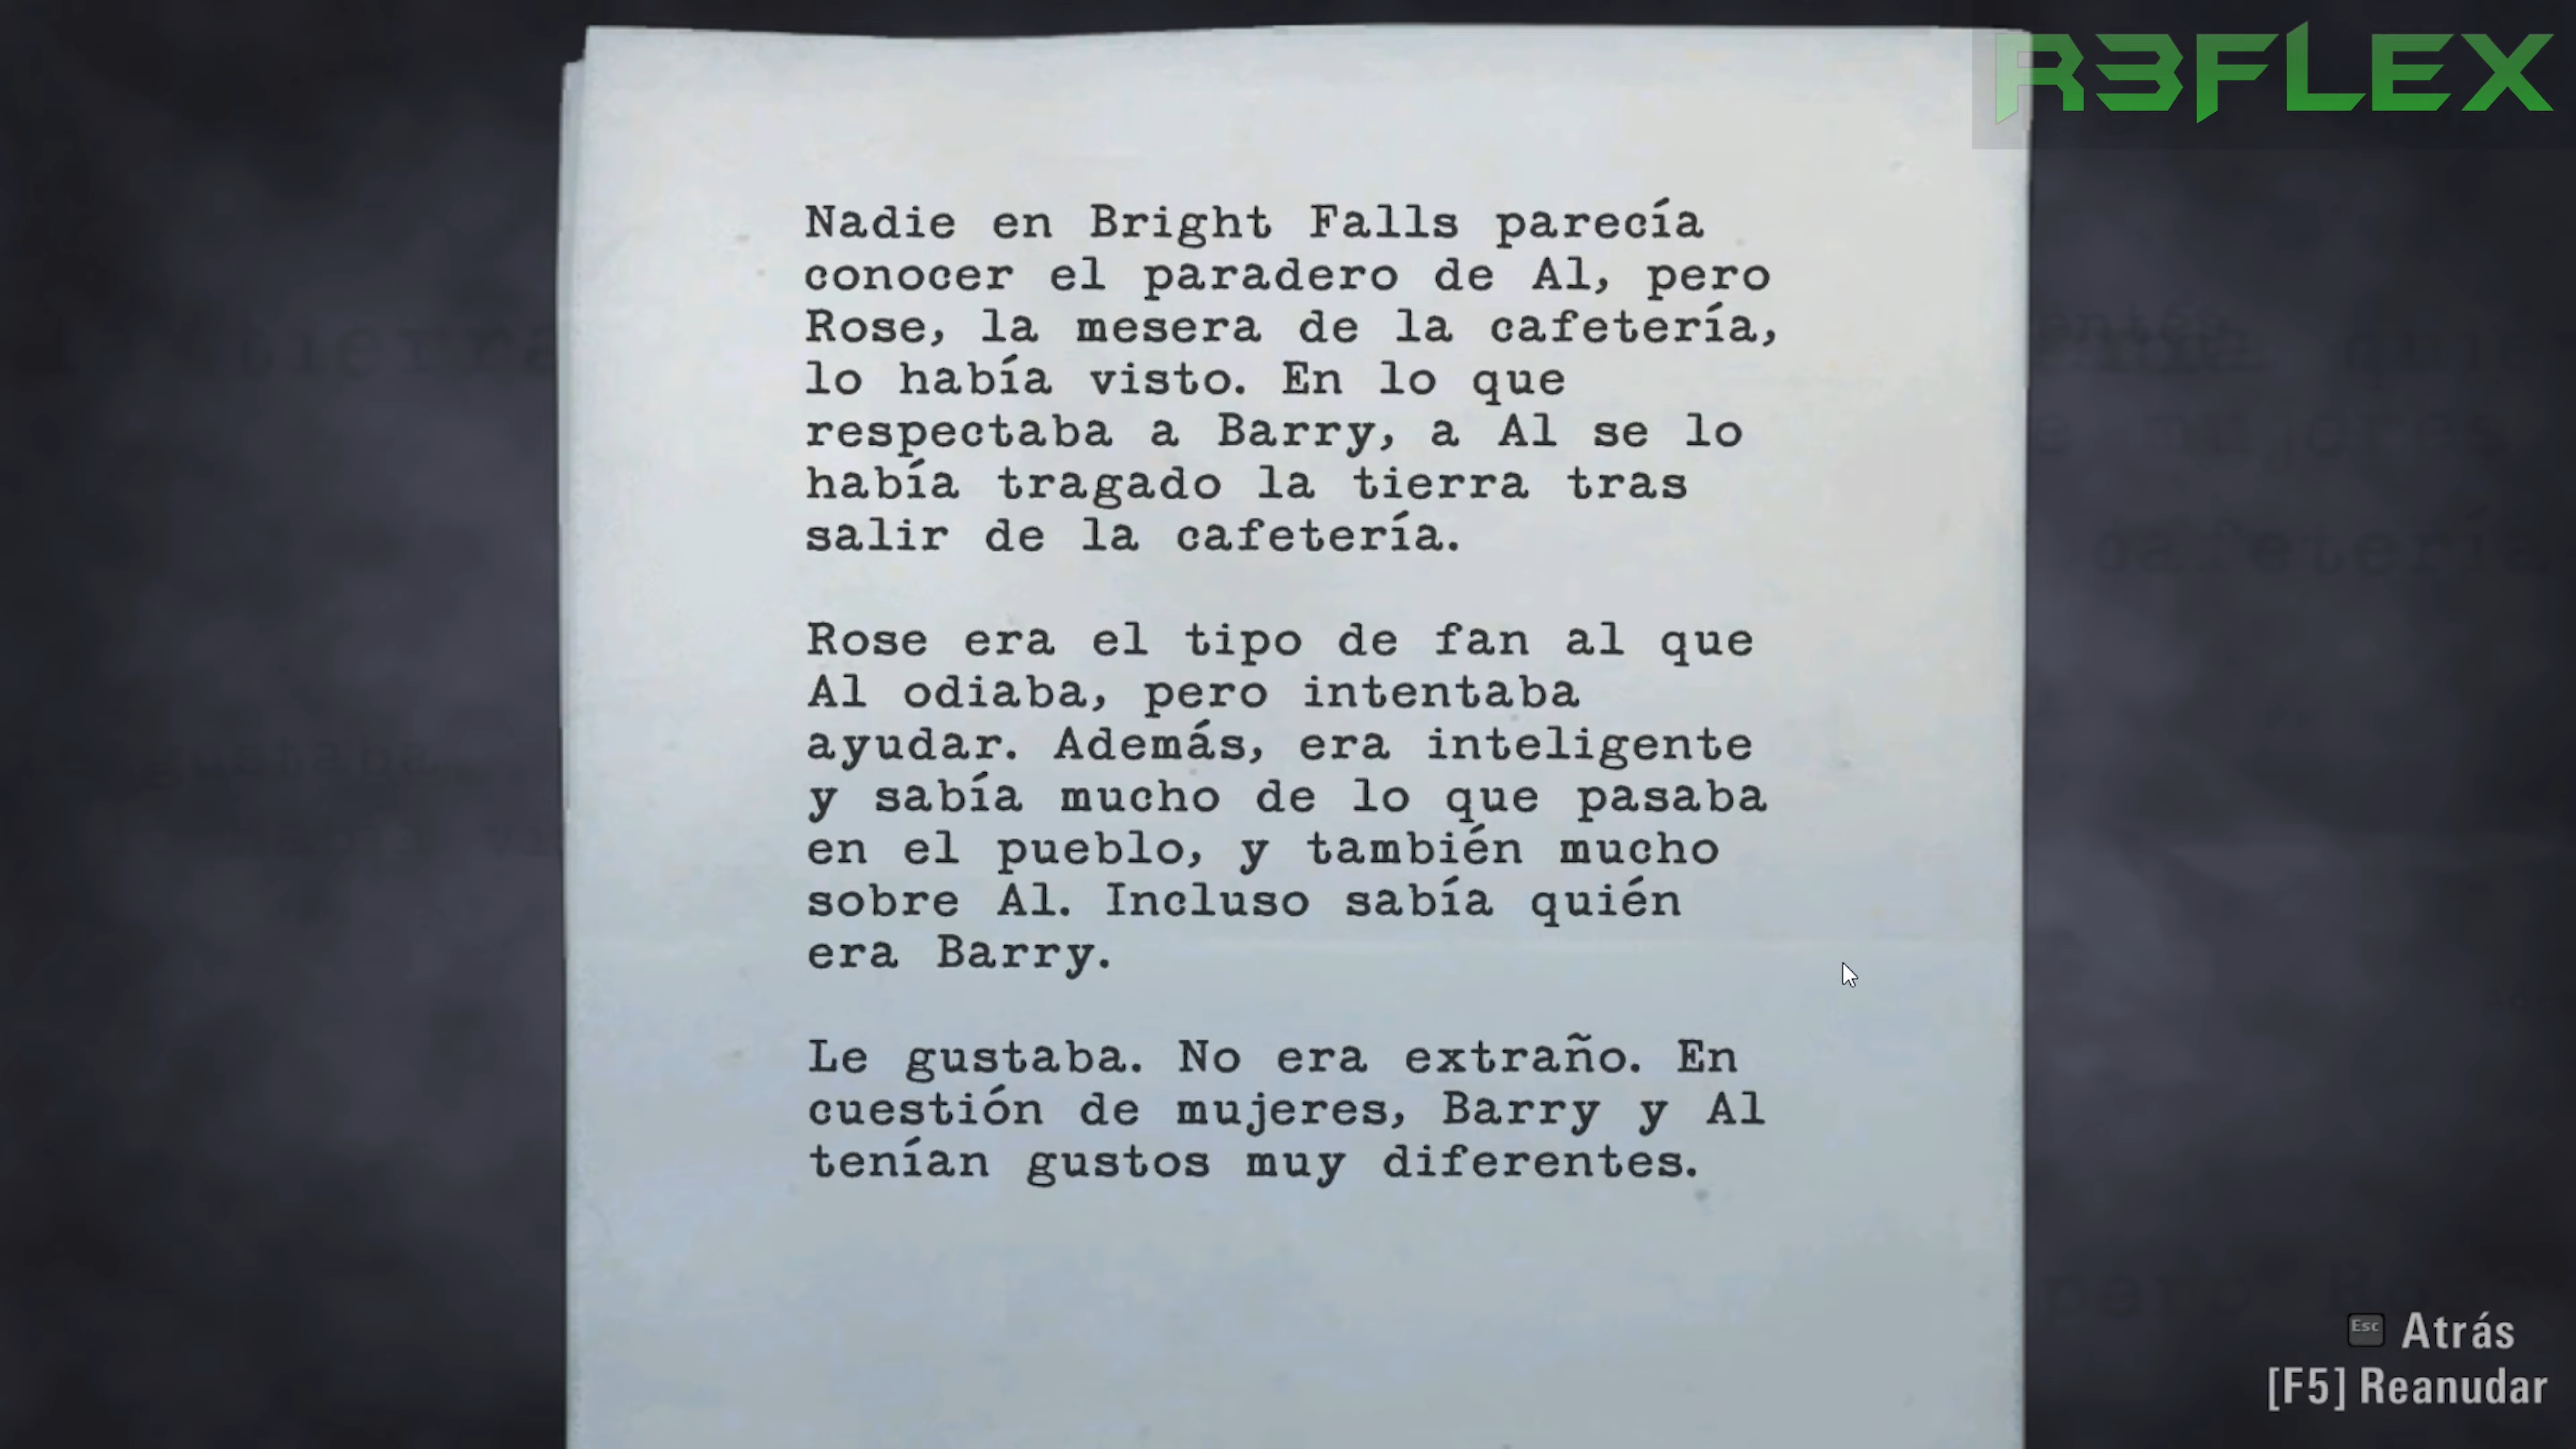 R3FLEX
Nadie en Bright Falls parecía
conocer el paradero de Al, pero
Rose, la mesera de la cafetería,
lo había visto. En lo que
respectaba a Barry, a Al se lo
había tragado la tierra tras
salir de la cafetería.
Rose era el tipo de fan al que
Al odiaba, pero intentaba
ayudar. Además, era inteligente
y sabía mucho de lo que pasaba
en el pueblo, y también mucho
sobre Al. Incluso sabía quién
era Barry.
Le gustaba. No era extraño. En
cuestión de mujeres, Barry y Al
tenían gustos muy diferentes.
Esc Atrás
[F5] Reanudar